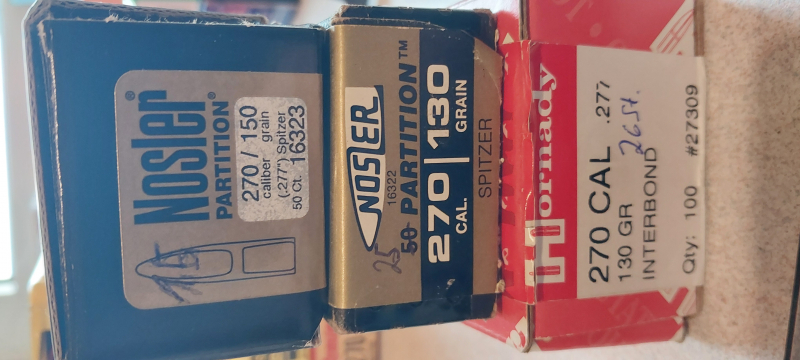 Nosler®
PARTITION®
270 / 150
caliber grain
(.277") Spitzer
50 Ct. 16323
NOSLER
16322
25
50 PARTITION™
270 | 130
CAL. GRAIN
SPITZER
Hornady
270 CAL .277
130 GR
INTERBOND
Qty: 100 #27309